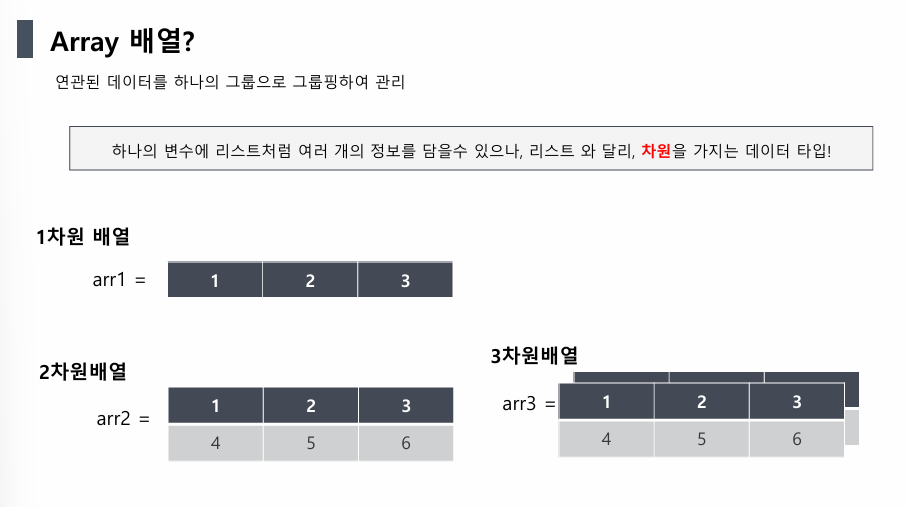 Array 배열?
연관된 데이터를 하나의 그룹으로 그룹핑하여 관리
하나의 변수에 리스트처럼 여러 개의 정보를 담을수 있으나, 리스트 와 달리, 차원을 가지는 데이터 타입!
1차원 배열
arr1 = 1 2 3
2차원배열
arr2 =
1 2 3
4 5 6
3차원배열
arr3 =
1 2 3
4 5 6